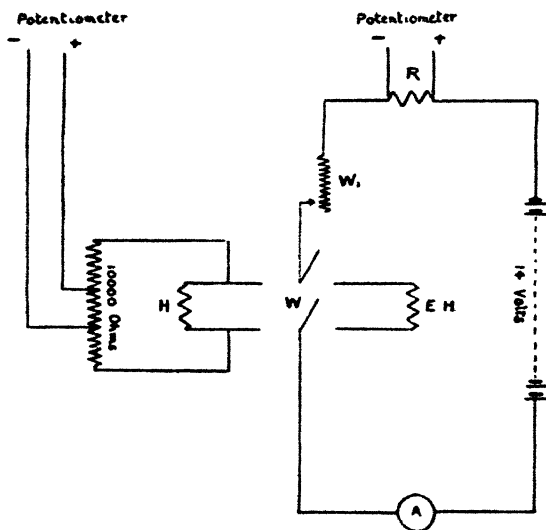 Potentiometer
- +
Potentiometer
- +
R
W₁
10000 Ohms
H
W
E H
14 Volts
A